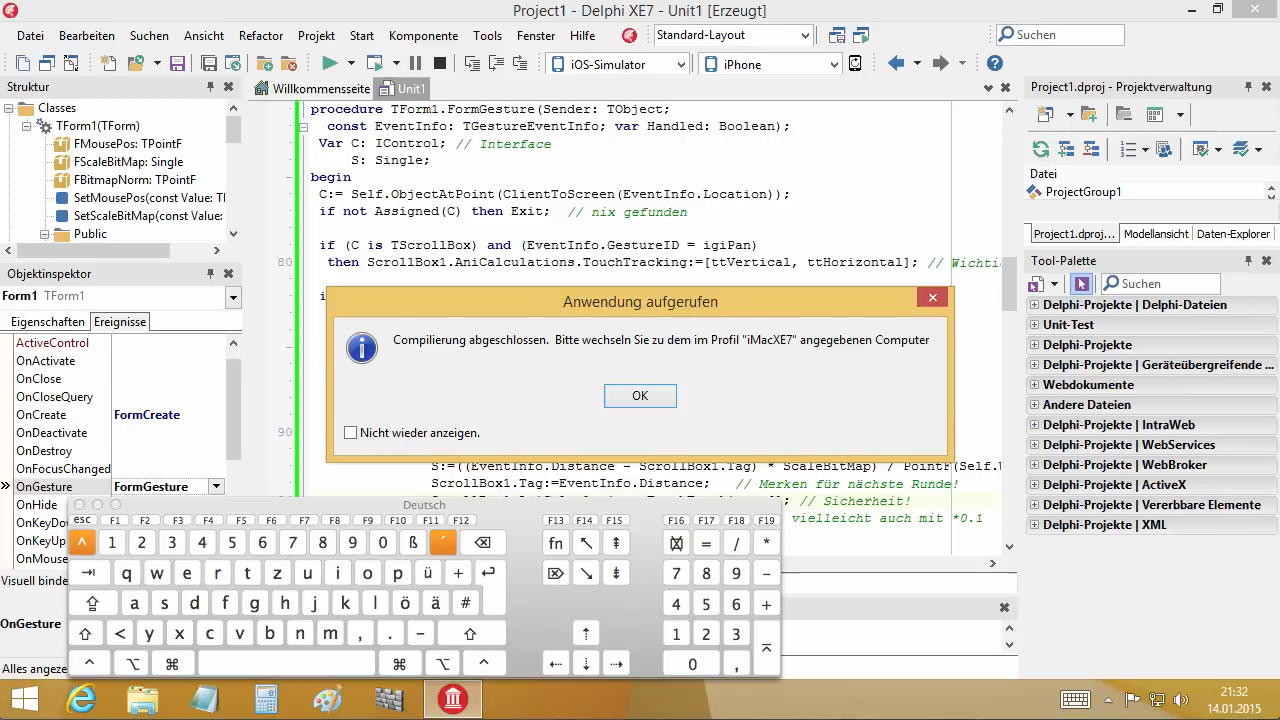 Project1 - Delphi XE7 - Unit1 [Erzeugt]
Datei Bearbeiten Suchen Ansicht Refactor Projekt Start Komponente Tools Fenster Hilfe Standard-Layout Suchen
iOS-Simulator iPhone
Struktur
Willkommensseite Unit1
Project1.dproj - Projektverwaltung
Classes
TForm1(TForm)
FMousePos: TPointF
FScaleBitMap: Single
FBitmapNorm: TPointF
SetMousePos(const Value:
SetScaleBitMap(const Value:
Public
procedure TForm1.FormGesture(Sender: TObject;
const EventInfo: TGestureEventInfo; var Handled: Boolean);
Var C: IControl; // Interface
S: Single;
begin
C:= Self.ObjectAtPoint(ClientToScreen(EventInfo.Location));
if not Assigned(C) then Exit; // nix gefunden
if (C is TScrollBox) and (EventInfo.GestureID = igiPan)
80 then ScrollBox1.AniCalculations.TouchTracking:=[ttVertical, ttHorizontal]; //
90
S:=((EventInfo.Distance - ScrollBox1.Tag) * ScaleBitMap) / PointF(Self.
ScrollBox1.Tag:=EventInfo.Distance; // Merken für nächste Runde!
// Sicherheit!
vielleicht auch mit *0.1
Datei
ProjectGroup1
Project1.dproj... Modellansicht Daten-Explorer
Tool-Palette
Suchen
Delphi-Projekte | Delphi-Dateien
Unit-Test
Delphi-Projekte
Delphi-Projekte | Geräteübergreifende ...
Webdokumente
Andere Dateien
Delphi-Projekte | IntraWeb
Delphi-Projekte | WebServices
Delphi-Projekte | WebBroker
Delphi-Projekte | ActiveX
Delphi-Projekte | Vererbbare Elemente
Delphi-Projekte | XML
Objektinspektor
Form1 TForm1
Eigenschaften Ereignisse
ActiveControl
OnActivate
OnClose
OnCloseQuery
OnCreate FormCreate
OnDeactivate
OnDestroy
OnFocusChanged
OnGesture FormGesture
OnHide
OnKeyUp
OnMouse
OnGesture
Anwendung aufgerufen
Compilierung abgeschlossen. Bitte wechseln Sie zu dem im Profil "iMacXE7" angegebenen Computer
OK
Nicht wieder anzeigen.
Deutsch
esc F1 F2 F3 F4 F5 F6 F7 F8 F9 F10 F11 F12 F13 F14 F15 F16 F17 F18 F19
^ 1 2 3 4 5 6 7 8 9 0 ß ´ ⌫ fn ↖ ⇞ = / *
⇥ q w e r t z u i o p ü + ⌦ ↘ ⇟ 7 8 9 -
a s d f g h j k l ö ä # 4 5 6 +
< y x c v b n m , . - 1 2 3
^ ⌥ ⌘ ⌘ ⌥ ^ 0 ,
21:32
14.01.2015